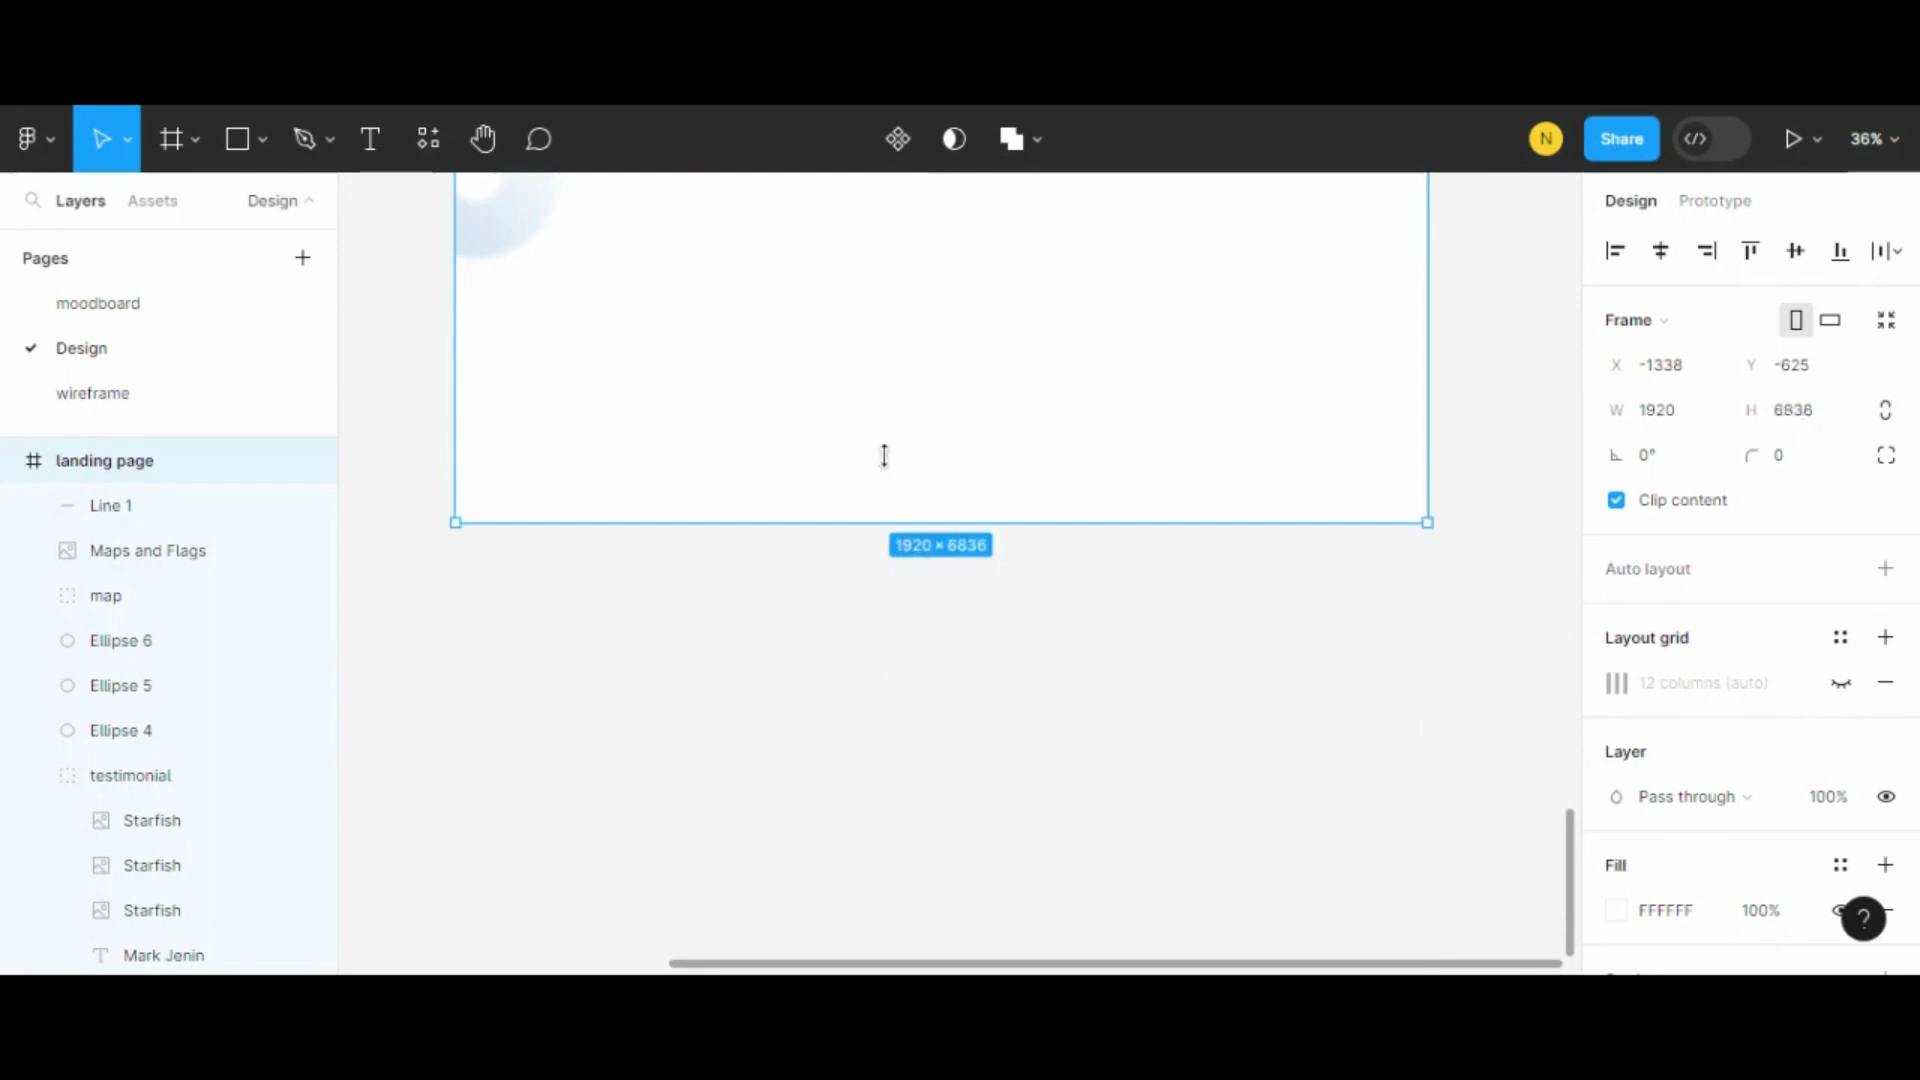 N
Share
36%
Layers
Assets
Design
Pages
moodboard
Design
wireframe
landing page
Line 1
Maps and Flags
map
Ellipse 6
Ellipse 5
Ellipse 4
testimonial
Starfish
Starfish
Starfish
Mark Jenin
1920 × 6836
Design
Prototype
Frame
X -1338 Y -625
W 1920 H 6836
0° 0
Clip content
Auto layout
Layout grid
12 columns (auto)
Layer
Pass through 100%
Fill
FFFFFF 100%
?